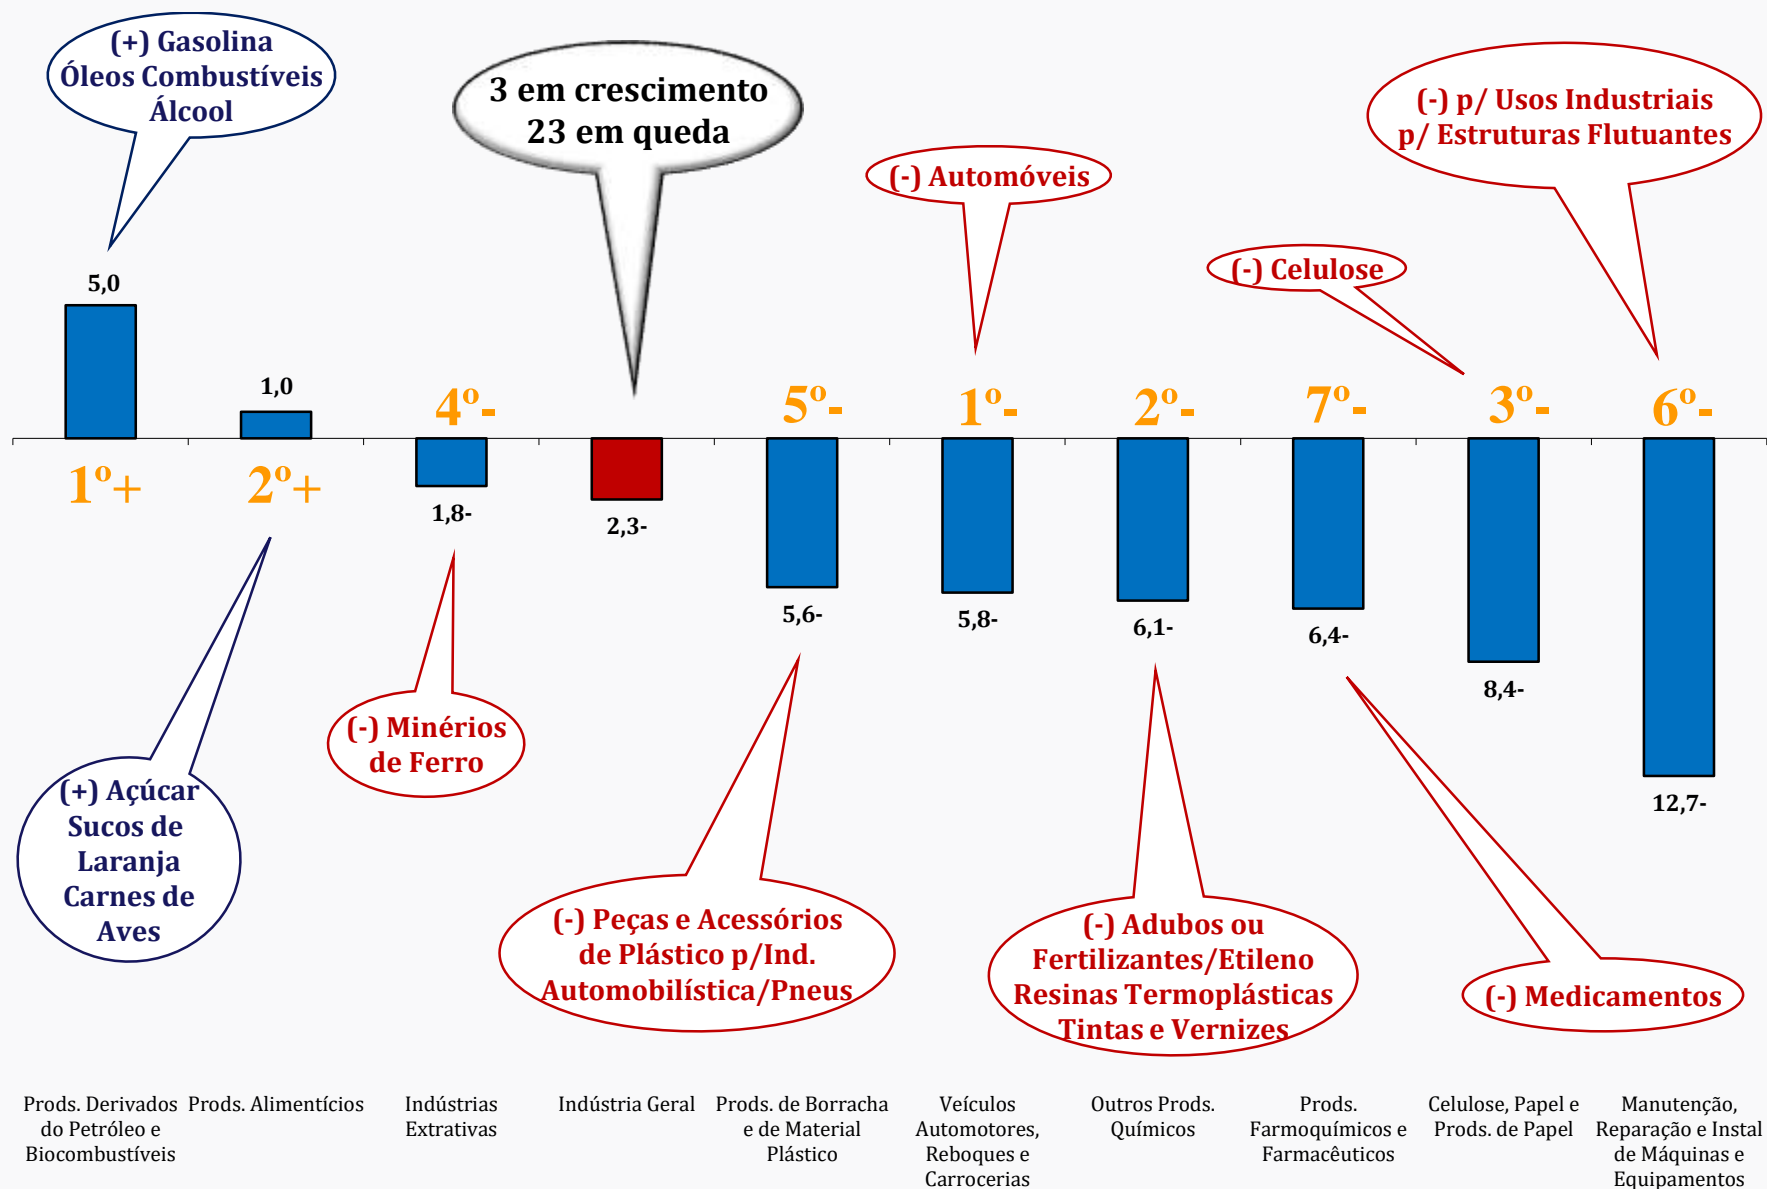 (+) Gasolina
Óleos Combustíveis
Álcool
3 em crescimento
23 em queda
(-) Automóveis
(-) p/ Usos Industriais
p/ Estruturas Flutuantes
(-) Celulose
5,0
1,0
4º-
5º-
1º-
2º-
7º-
3º-
6º-
1º+
2º+
1,8-
2,3-
5,6-
5,8-
6,1-
6,4-
8,4-
12,7-
(-) Minérios
de Ferro
(+) Açúcar
Sucos de
Laranja
Carnes de
Aves
(-) Peças e Acessórios
de Plástico p/Ind.
Automobilística/Pneus
(-) Adubos ou
Fertilizantes/Etileno
Resinas Termoplásticas
Tintas e Vernizes
(-) Medicamentos
Prods. Derivados
do Petróleo e
Biocombustíveis
Prods. Alimentícios
Indústrias
Extrativas
Indústria Geral
Prods. de Borracha
e de Material
Plástico
Veículos
Automotores,
Reboques e
Carrocerias
Outros Prods.
Químicos
Prods.
Farmoquímicos e
Farmacêuticos
Celulose, Papel e
Prods. de Papel
Manutenção,
Reparação e Instal
de Máquinas e
Equipamentos